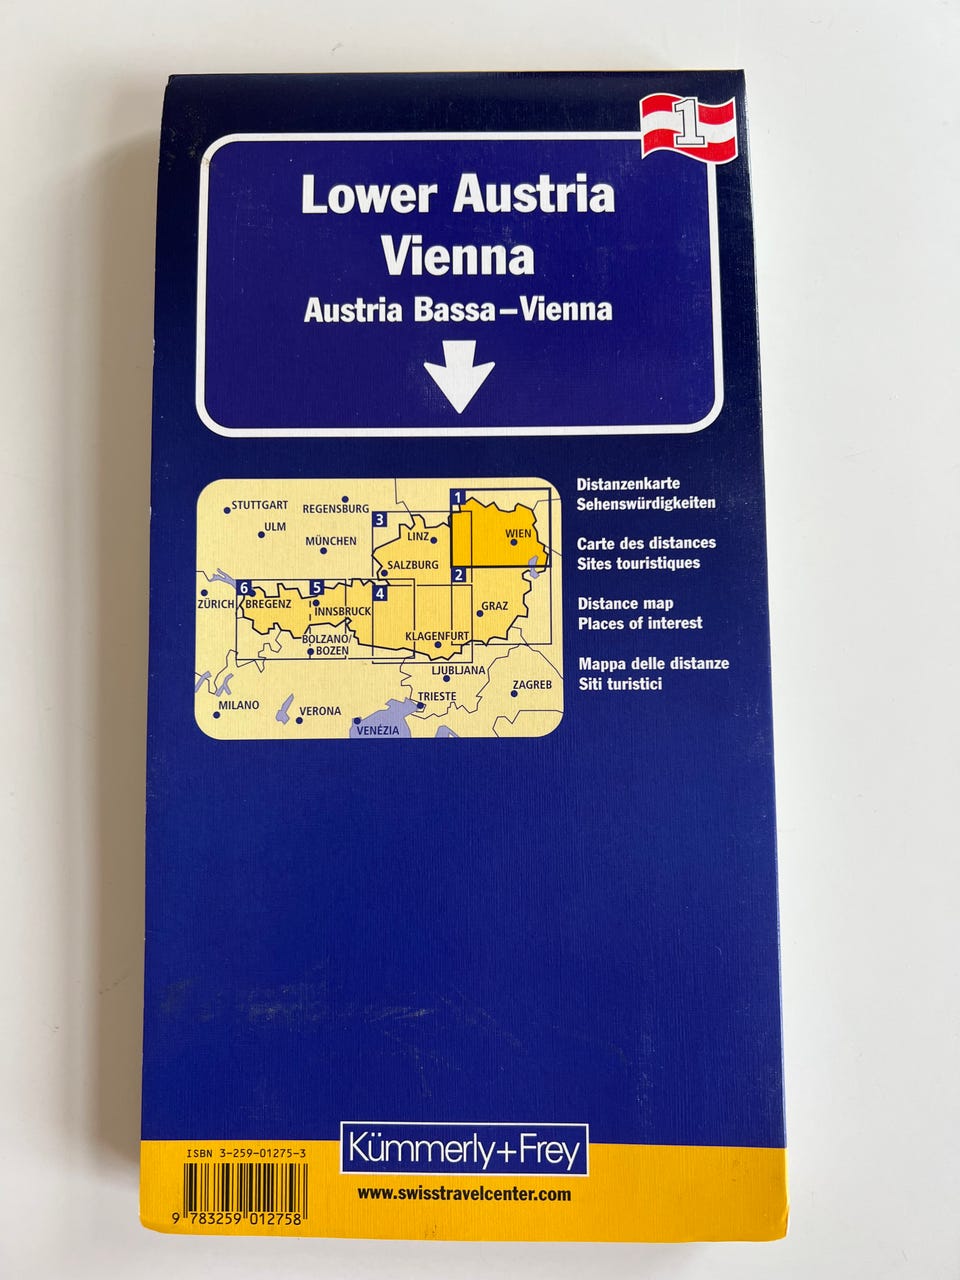 1
Lower Austria
Vienna
Austria Bassa–Vienna
STUTTGART
REGENSBURG
ULM
MÜNCHEN
1
3
LINZ
WIEN
SALZBURG
2
6
5
4
ZÜRICH
BREGENZ
INNSBRUCK
GRAZ
BOLZANO/
BOZEN
KLAGENFURT
LJUBLJANA
ZAGREB
TRIESTE
MILANO
VERONA
VENÉZIA
Distanzenkarte
Sehenswürdigkeiten
Carte des distances
Sites touristiques
Distance map
Places of interest
Mappa delle distanze
Siti turistici
Kümmerly+Frey
www.swisstravelcenter.com
ISBN 3-259-01275-3
9 783259 012758